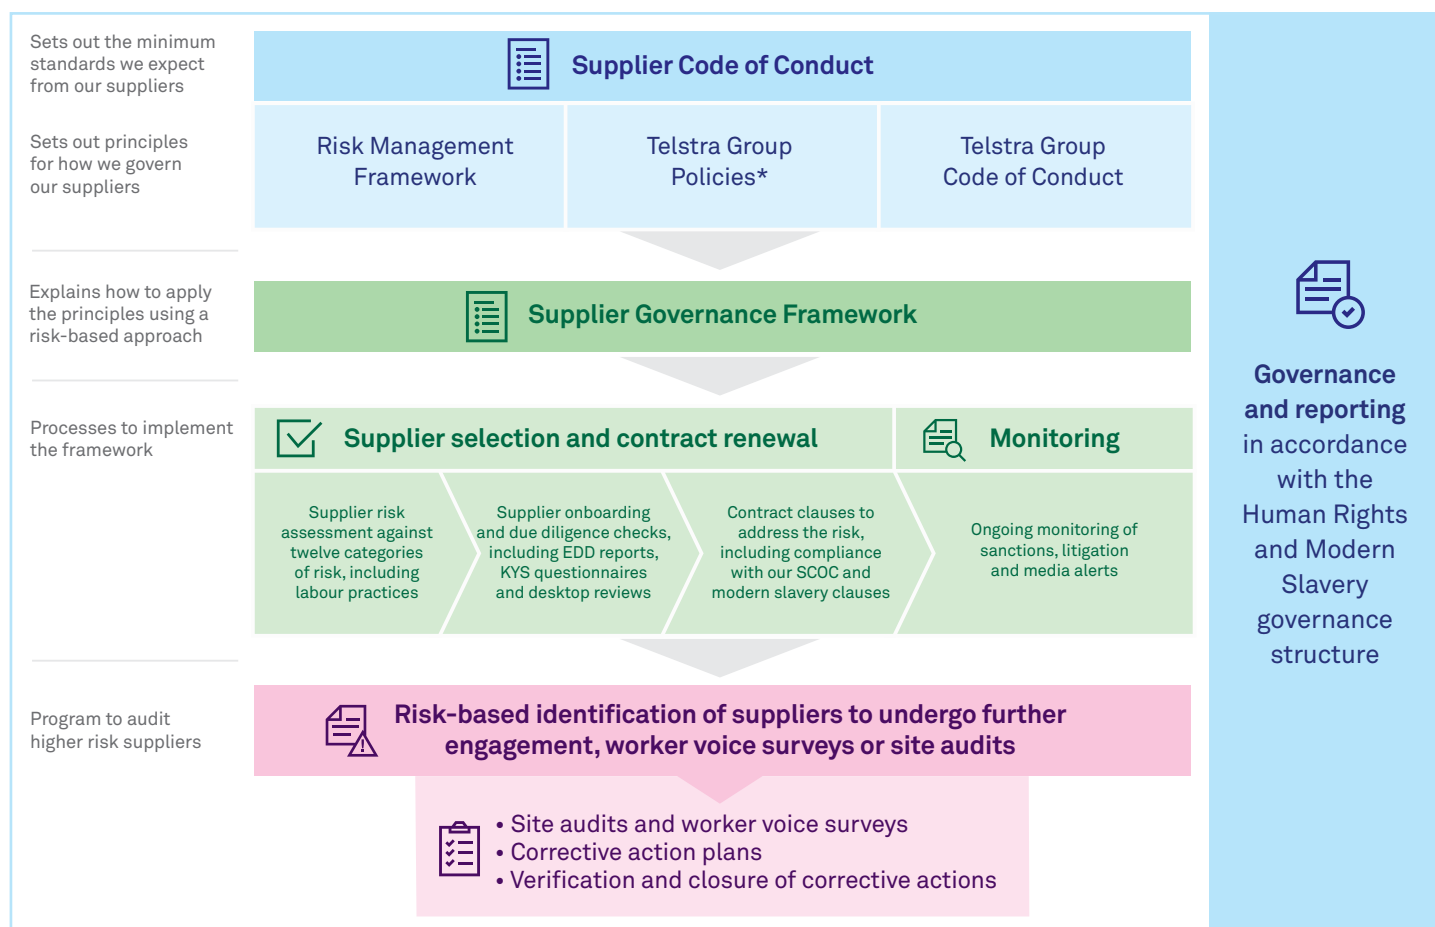 Sets out the minimum
standards we expect
from our suppliers
Supplier Code of Conduct
Sets out principles
for how we govern
our suppliers
Risk Management
Framework
Telstra Group
Policies*
Telstra Group
Code of Conduct
Explains how to apply
the principles using a
risk-based approach
Supplier Governance Framework
Processes to implement
the framework
Supplier selection and contract renewal
Monitoring
Supplier risk
assessment against
twelve categories
of risk, including
labour practices
Supplier onboarding
and due diligence checks,
including EDD reports,
KYS questionnaires
and desktop reviews
Contract clauses to
address the risk,
including compliance
with our SCOC and
modern slavery clauses
Ongoing monitoring of
sanctions, litigation
and media alerts
Program to audit
higher risk suppliers
Risk-based identification of suppliers to undergo further
engagement, worker voice surveys or site audits
• Site audits and worker voice surveys
• Corrective action plans
• Verification and closure of corrective actions
Governance
and reporting
in accordance
with the
Human Rights
and Modern
Slavery
governance
structure